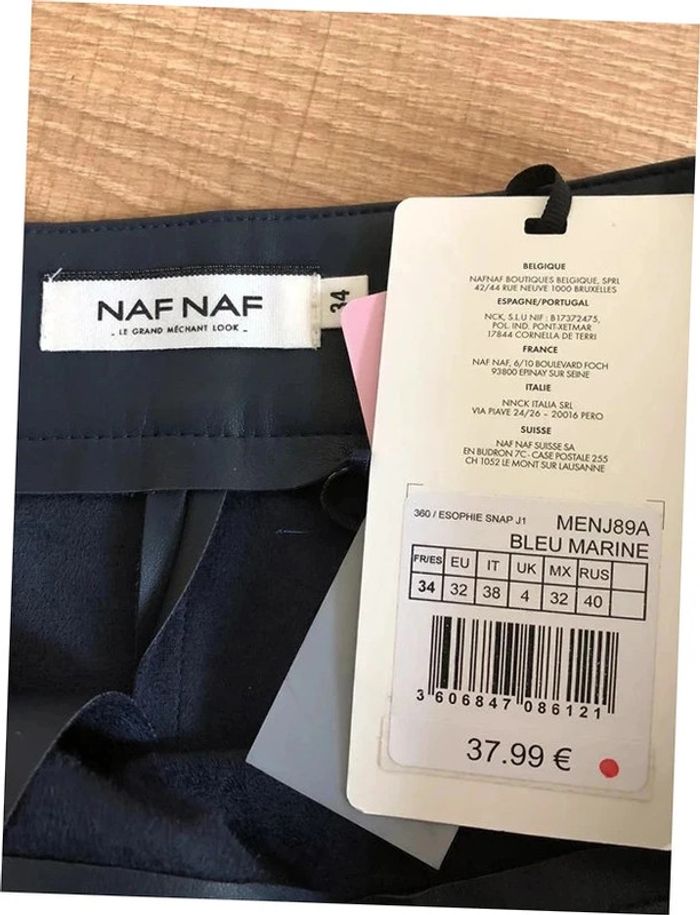 NAF NAF
_ LE GRAND MÉCHANT LOOK _
34
BELGIQUE
NAFNAF BOUTIQUES BELGIQUE, SPRL
42/44 RUE NEUVE 1000 BRUXELLES
ESPAGNE/PORTUGAL
NCK, S.L.U NIF : B17372475,
POL. IND. PONT-XETMAR
17844 CORNELLA DE TERRI
FRANCE
NAF NAF, 6/10 BOULEVARD FOCH
93800 EPINAY SUR SEINE
ITALIE
NNCK ITALIA SRL
VIA PIAVE 24/26 - 20016 PERO
SUISSE
NAF NAF SUISSE SA
EN BUDRON 7C- CASE POSTALE 255
CH 1052 LE MONT SUR LAUSANNE
360 / ESOPHIE SNAP J1 MENJ89A
BLEU MARINE
FR/ES EU IT UK MX RUS
34 32 38 4 32 40
3 606847 086121
37.99 €